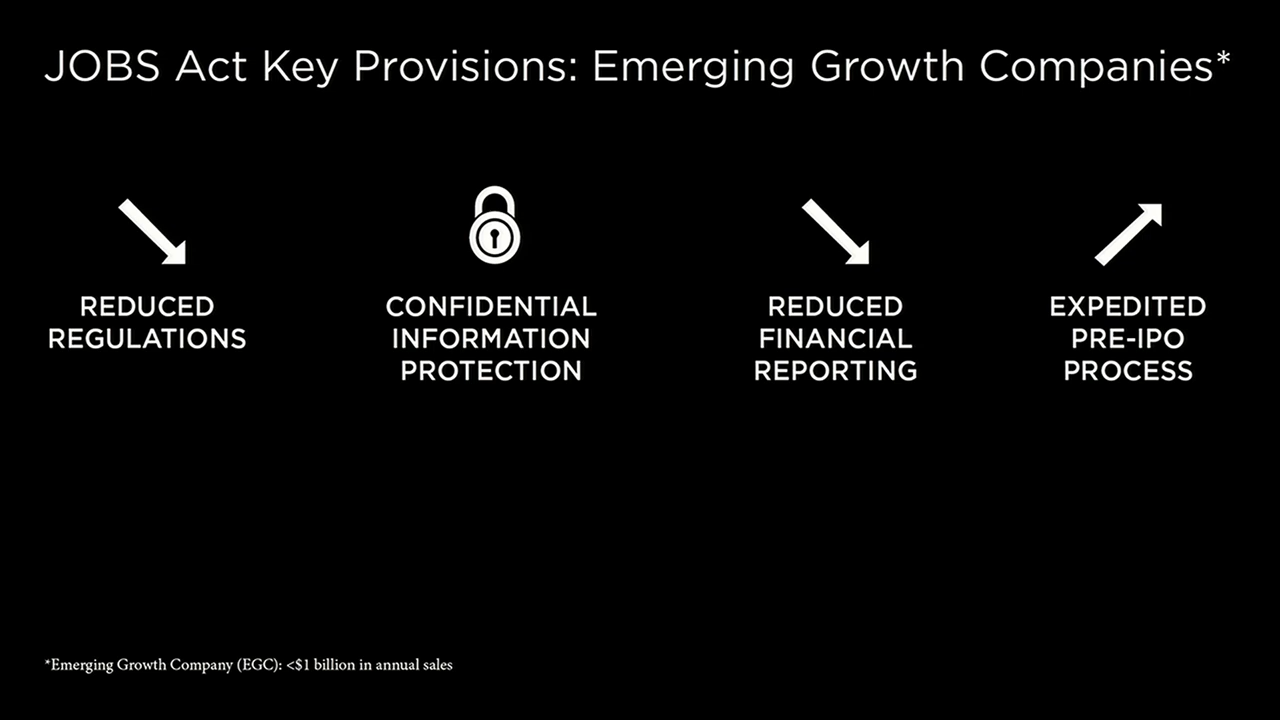 JOBS Act Key Provisions: Emerging Growth Companies*
REDUCED
REGULATIONS
CONFIDENTIAL
INFORMATION
PROTECTION
REDUCED
FINANCIAL
REPORTING
EXPEDITED
PRE-IPO
PROCESS
*Emerging Growth Company (EGC): <$1 billion in annual sales